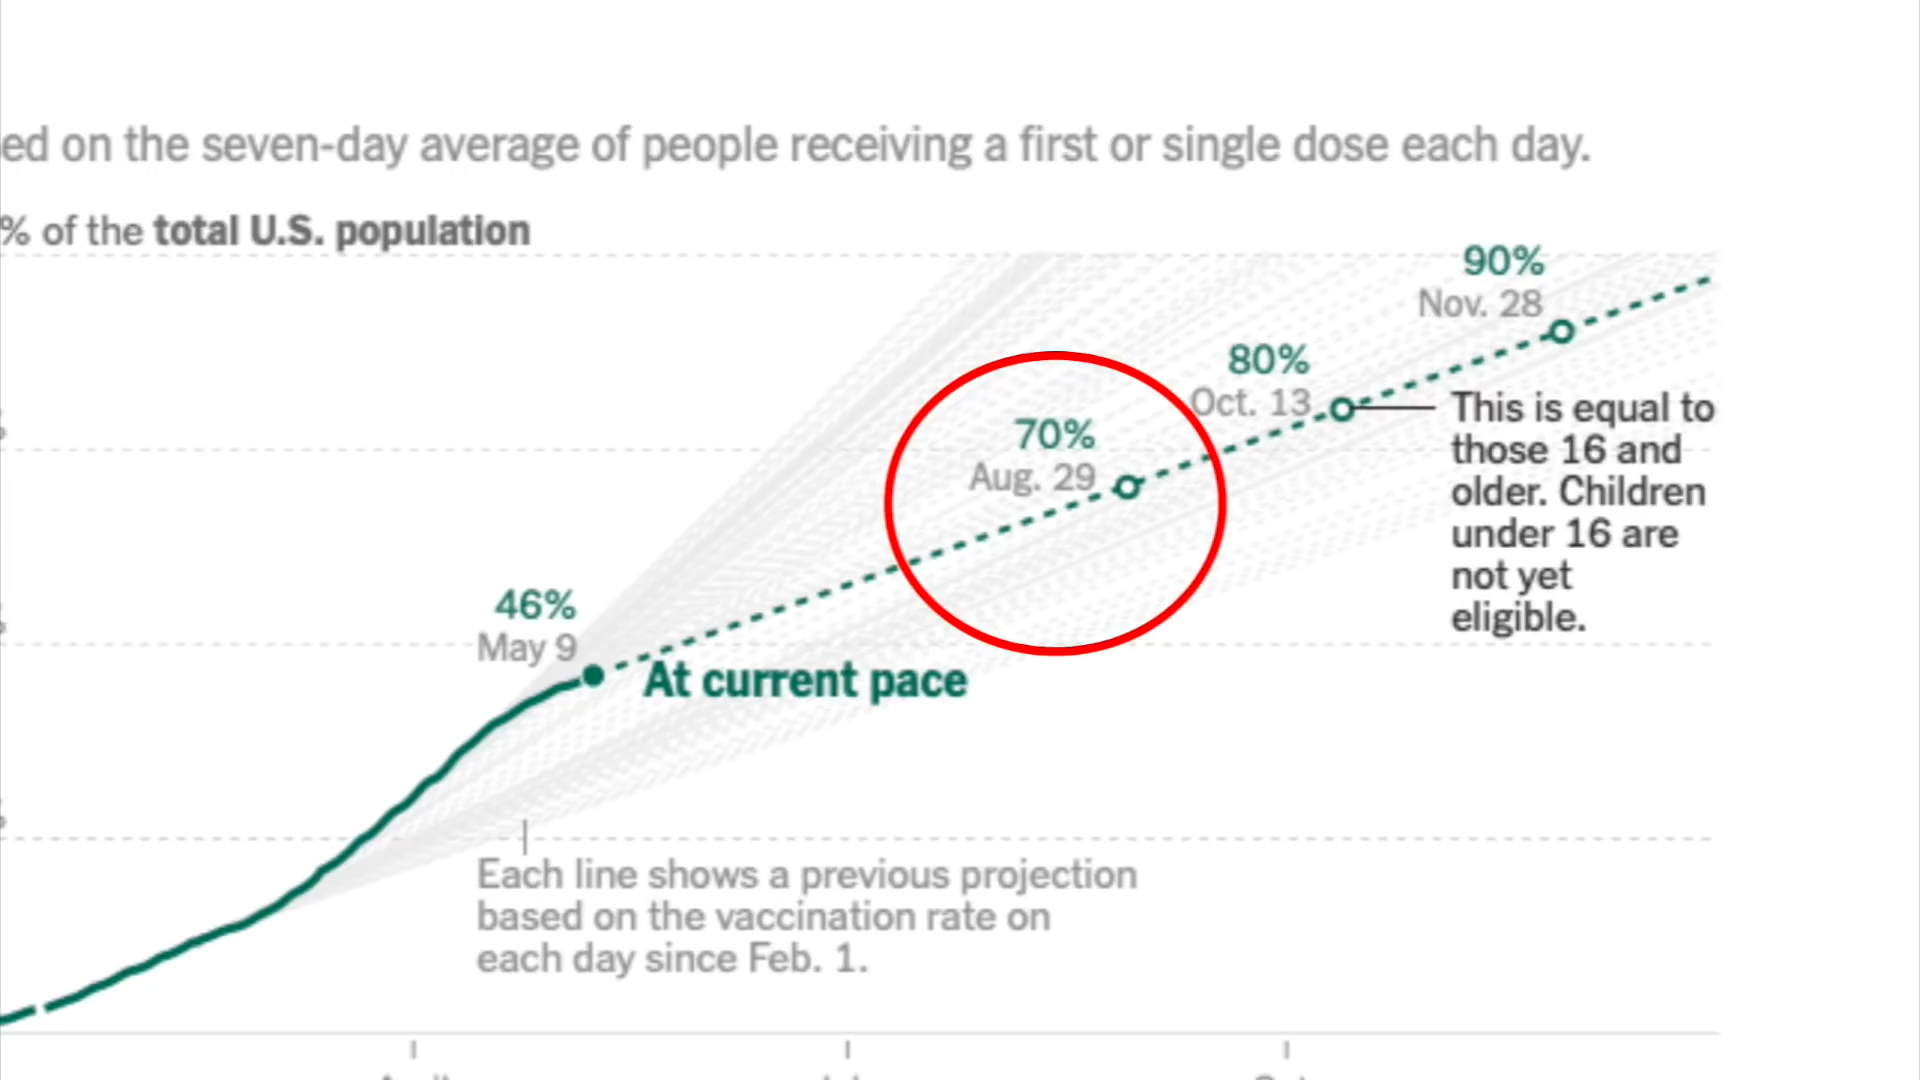 ed on the seven-day average of people receiving a first or single dose each day.
% of the total U.S. population
90%
Nov. 28
80%
Oct. 13
This is equal to
those 16 and
older. Children
under 16 are
not yet
eligible.
70%
Aug. 29
46%
May 9
At current pace
Each line shows a previous projection
based on the vaccination rate on
each day since Feb. 1.